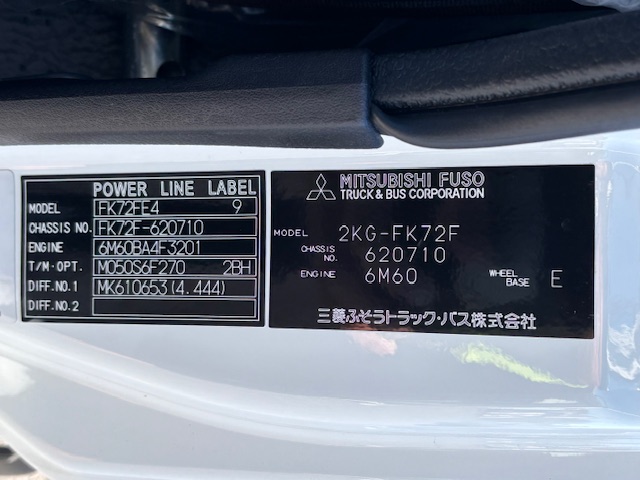 POWER LINE LABEL
MODEL FK72FE4 9
CHASSIS NO. FK72F-620710
ENGINE 6M60BA4F3201
T/M・OPT. M050S6F270 2BH
DIFF.NO.1 MK610653(4.444)
DIFF.NO.2
MITSUBISHI FUSO
TRUCK & BUS CORPORATION
MODEL 2KG-FK72F
CHASSIS NO. 620710
ENGINE 6M60 WHEEL BASE E
三菱ふそうトラック・バス株式会社